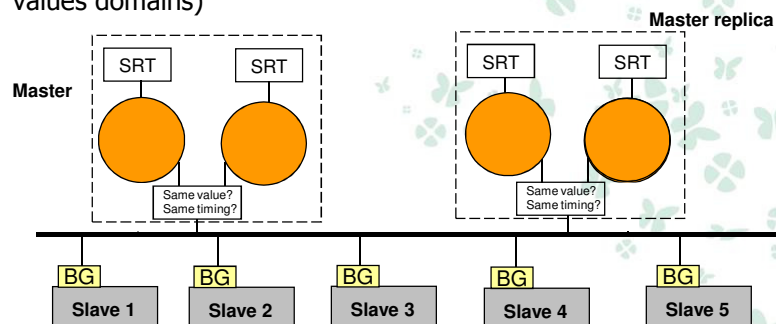 values domains)
Master replica
SRT
SRT
SRT
SRT
Master
Same value?
Same timing?
Same value?
Same timing?
BG
BG
BG
BG
BG
Slave 1
Slave 2
Slave 3
Slave 4
Slave 5